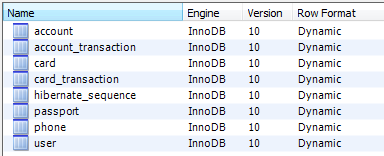 Name Engine Version Row Format
account InnoDB 10 Dynamic
account_transaction InnoDB 10 Dynamic
card InnoDB 10 Dynamic
card_transaction InnoDB 10 Dynamic
hibernate_sequence InnoDB 10 Dynamic
passport InnoDB 10 Dynamic
phone InnoDB 10 Dynamic
user InnoDB 10 Dynamic